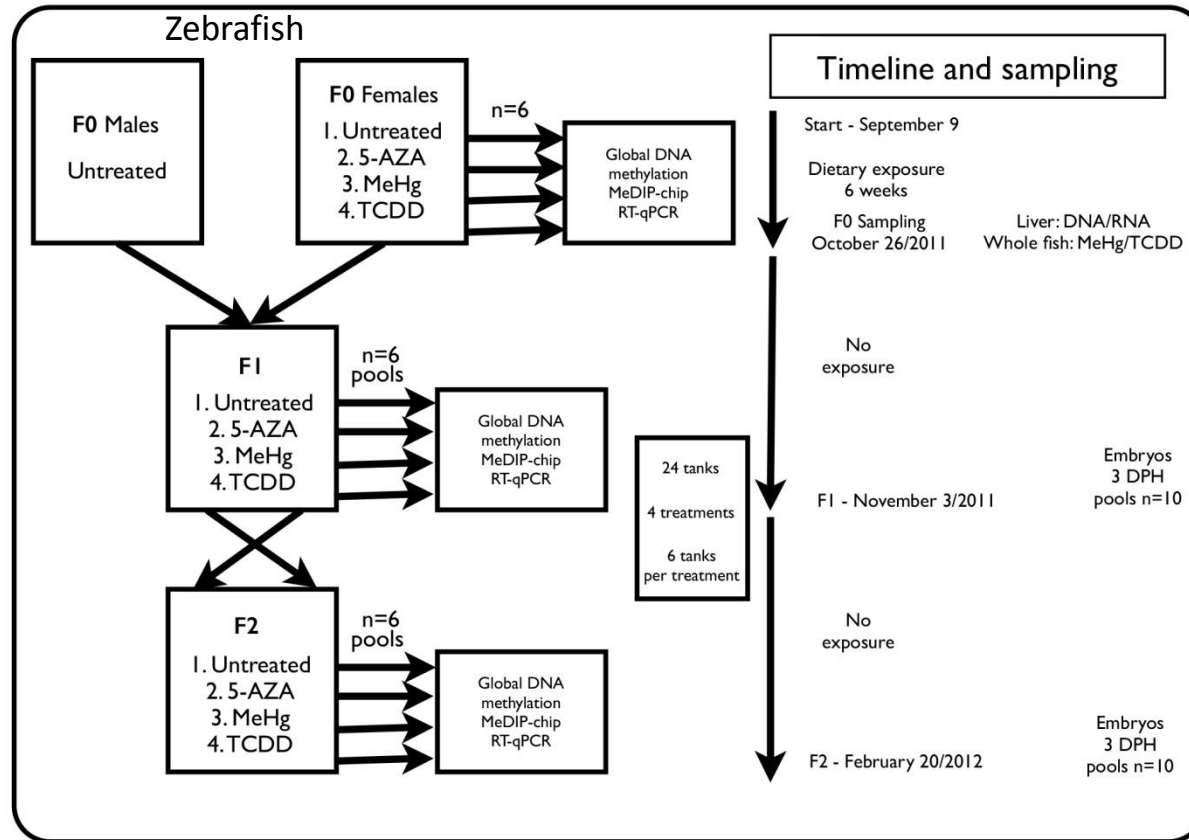 Zebrafish
F0 Males
Untreated
F0 Females
1. Untreated
2. 5-AZA
3. MeHg
4. TCDD
n=6
Global DNA
methylation
MeDIP-chip
RT-qPCR
F1
1. Untreated
2. 5-AZA
3. MeHg
4. TCDD
n=6
pools
Global DNA
methylation
MeDIP-chip
RT-qPCR
F2
1. Untreated
2. 5-AZA
3. MeHg
4. TCDD
n=6
pools
Global DNA
methylation
MeDIP-chip
RT-qPCR
Timeline and sampling
Start - September 9
Dietary exposure
6 weeks
F0 Sampling
October 26/2011
Liver: DNA/RNA
Whole fish: MeHg/TCDD
No
exposure
24 tanks
4 treatments
6 tanks
per treatment
F1 - November 3/2011
Embryos
3 DPH
pools n=10
No
exposure
F2 - February 20/2012
Embryos
3 DPH
pools n=10